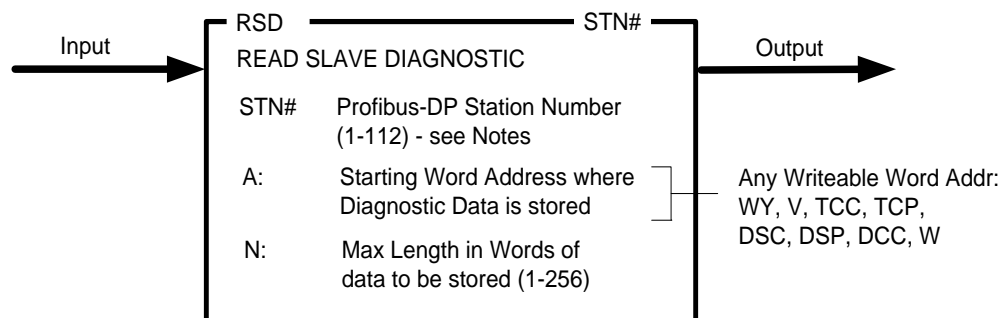 RSD STN#
Input
Output
READ SLAVE DIAGNOSTIC
STN# Profibus-DP Station Number
(1-112) - see Notes
A: Starting Word Address where
Diagnostic Data is stored
Any Writeable Word Addr:
WY, V, TCC, TCP,
DSC, DSP, DCC, W
N: Max Length in Words of
data to be stored (1-256)